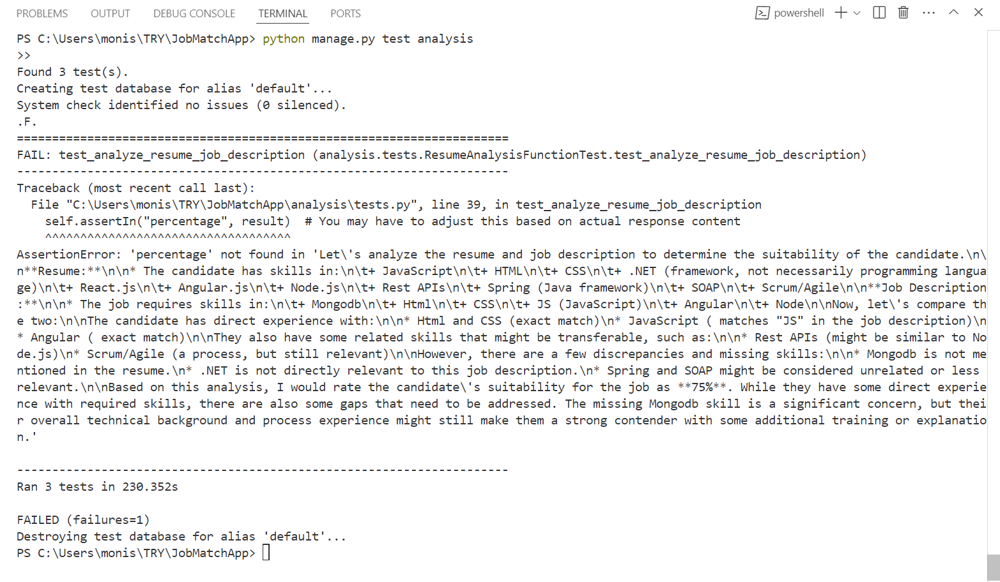 PROBLEMS OUTPUT DEBUG CONSOLE TERMINAL PORTS powershell
PS C:\Users\monis\TRY\JobMatchApp> python manage.py test analysis
>>
Found 3 test(s).
Creating test database for alias 'default'...
System check identified no issues (0 silenced).
.F.
======================================================================
FAIL: test_analyze_resume_job_description (analysis.tests.ResumeAnalysisFunctionTest.test_analyze_resume_job_description)
----------------------------------------------------------------------
Traceback (most recent call last):
  File "C:\Users\monis\TRY\JobMatchApp\analysis\tests.py", line 39, in test_analyze_resume_job_description
    self.assertIn("percentage", result)  # You may have to adjust this based on actual response content
    ^^^^^^^^^^^^^^^^^^^^^^^^^^^^^^^^^^^
AssertionError: 'percentage' not found in 'Let\'s analyze the resume and job description to determine the suitability of the candidate.\n\
n**Resume:**\n\n* The candidate has skills in:\n\t+ JavaScript\n\t+ HTML\n\t+ CSS\n\t+ .NET (framework, not necessarily programming langua
ge)\n\t+ React.js\n\t+ Angular.js\n\t+ Node.js\n\t+ Rest APIs\n\t+ Spring (Java framework)\n\t+ SOAP\n\t+ Scrum/Agile\n\n**Job Description
:**\n\n* The job requires skills in:\n\t+ Mongodb\n\t+ Html\n\t+ CSS\n\t+ JS (JavaScript)\n\t+ Angular\n\t+ Node\n\nNow, let\'s compare th
e two:\n\nThe candidate has direct experience with:\n\n* Html and CSS (exact match)\n* JavaScript ( matches "JS" in the job description)\n
* Angular ( exact match)\n\nThey also have some related skills that might be transferable, such as:\n\n* Rest APIs (might be similar to No
de.js)\n* Scrum/Agile (a process, but still relevant)\n\nHowever, there are a few discrepancies and missing skills:\n\n* Mongodb is not me
ntioned in the resume.\n* .NET is not directly relevant to this job description.\n* Spring and SOAP might be considered unrelated or less
relevant.\n\nBased on this analysis, I would rate the candidate\'s suitability for the job as **75%**. While they have some direct experie
nce with required skills, there are also some gaps that need to be addressed. The missing Mongodb skill is a significant concern, but thei
r overall technical background and process experience might still make them a strong contender with some additional training or explanatio
n.'
----------------------------------------------------------------------
Ran 3 tests in 230.352s
FAILED (failures=1)
Destroying test database for alias 'default'...
PS C:\Users\monis\TRY\JobMatchApp>